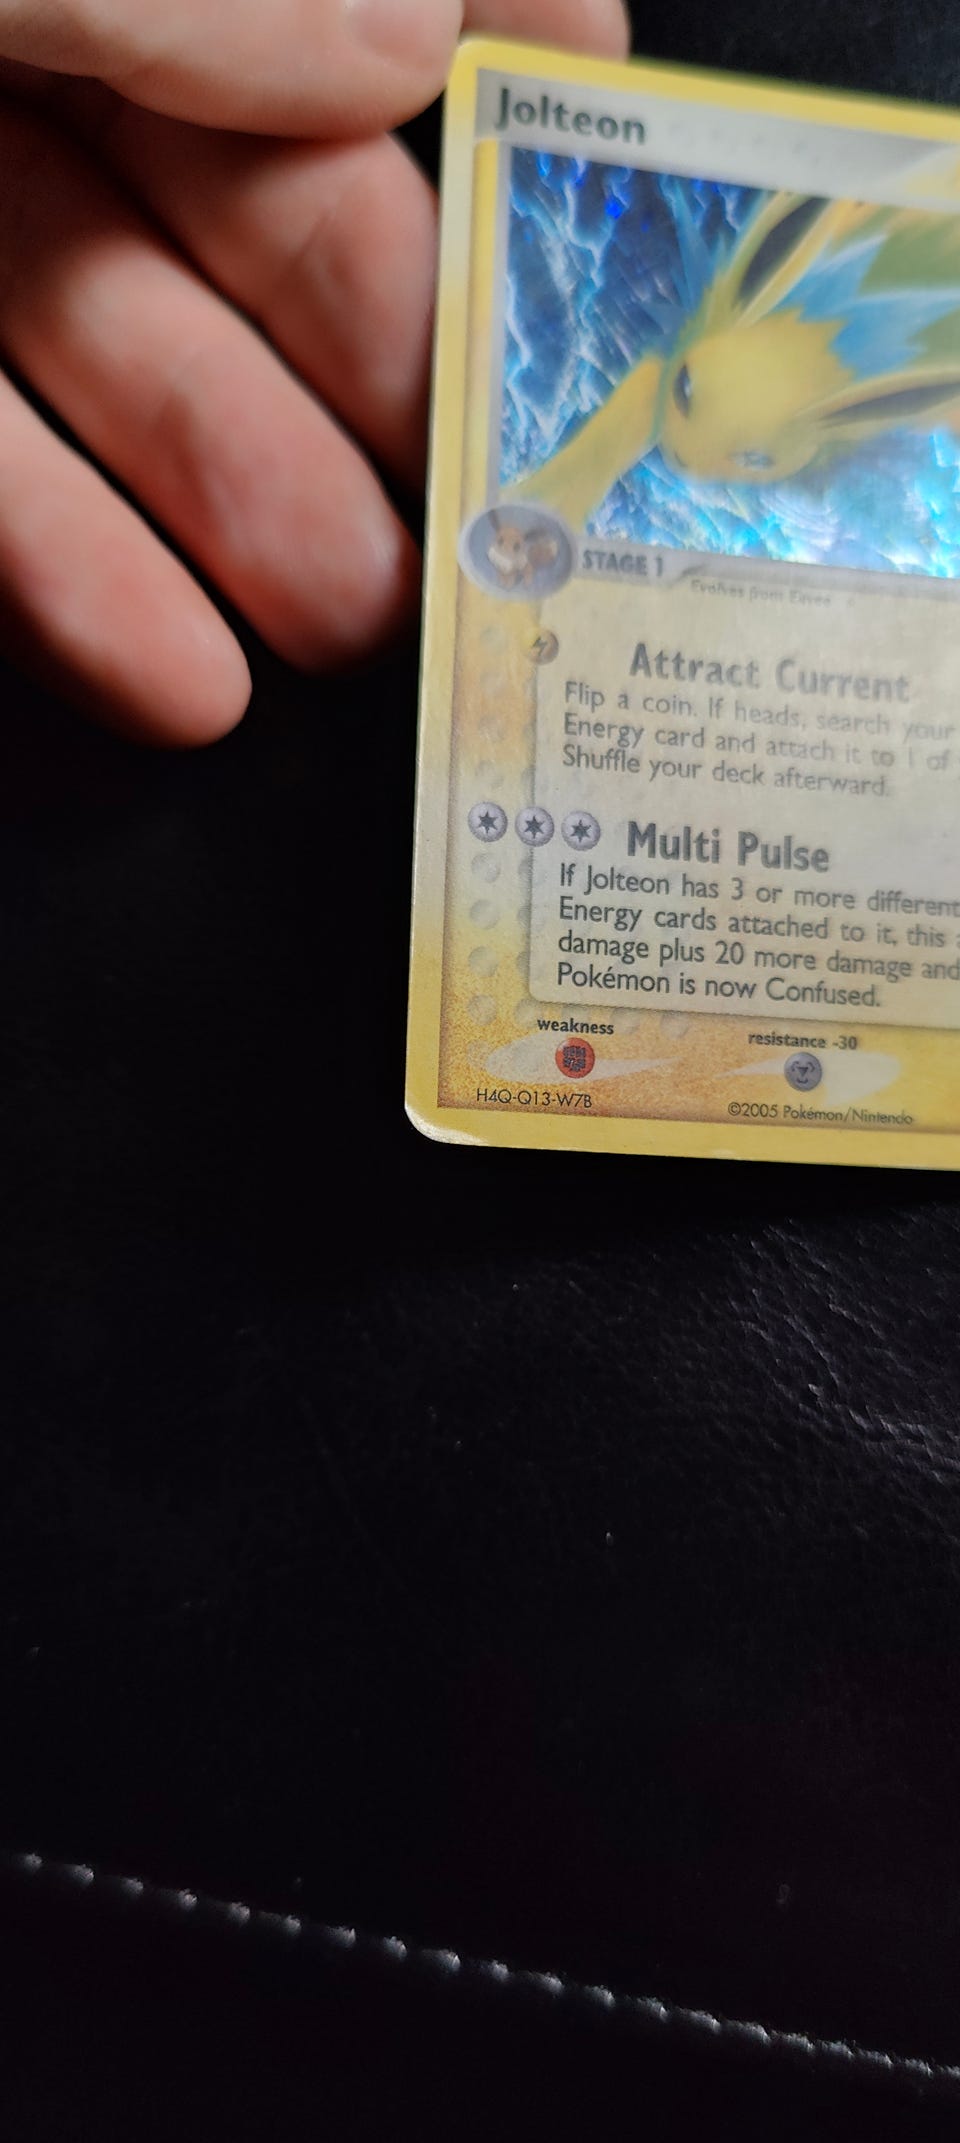 Jolteon
STAGE 1
Evolves from Eevee
Attract Current
Flip a coin. If heads, search your
Energy card and attach it to 1 of
Shuffle your deck afterward.
Multi Pulse
If Jolteon has 3 or more different
Energy cards attached to it, this
damage plus 20 more damage and
Pokémon is now Confused.
weakness
resistance -30
H4Q-Q13-W7B
©2005 Pokémon/Nintendo